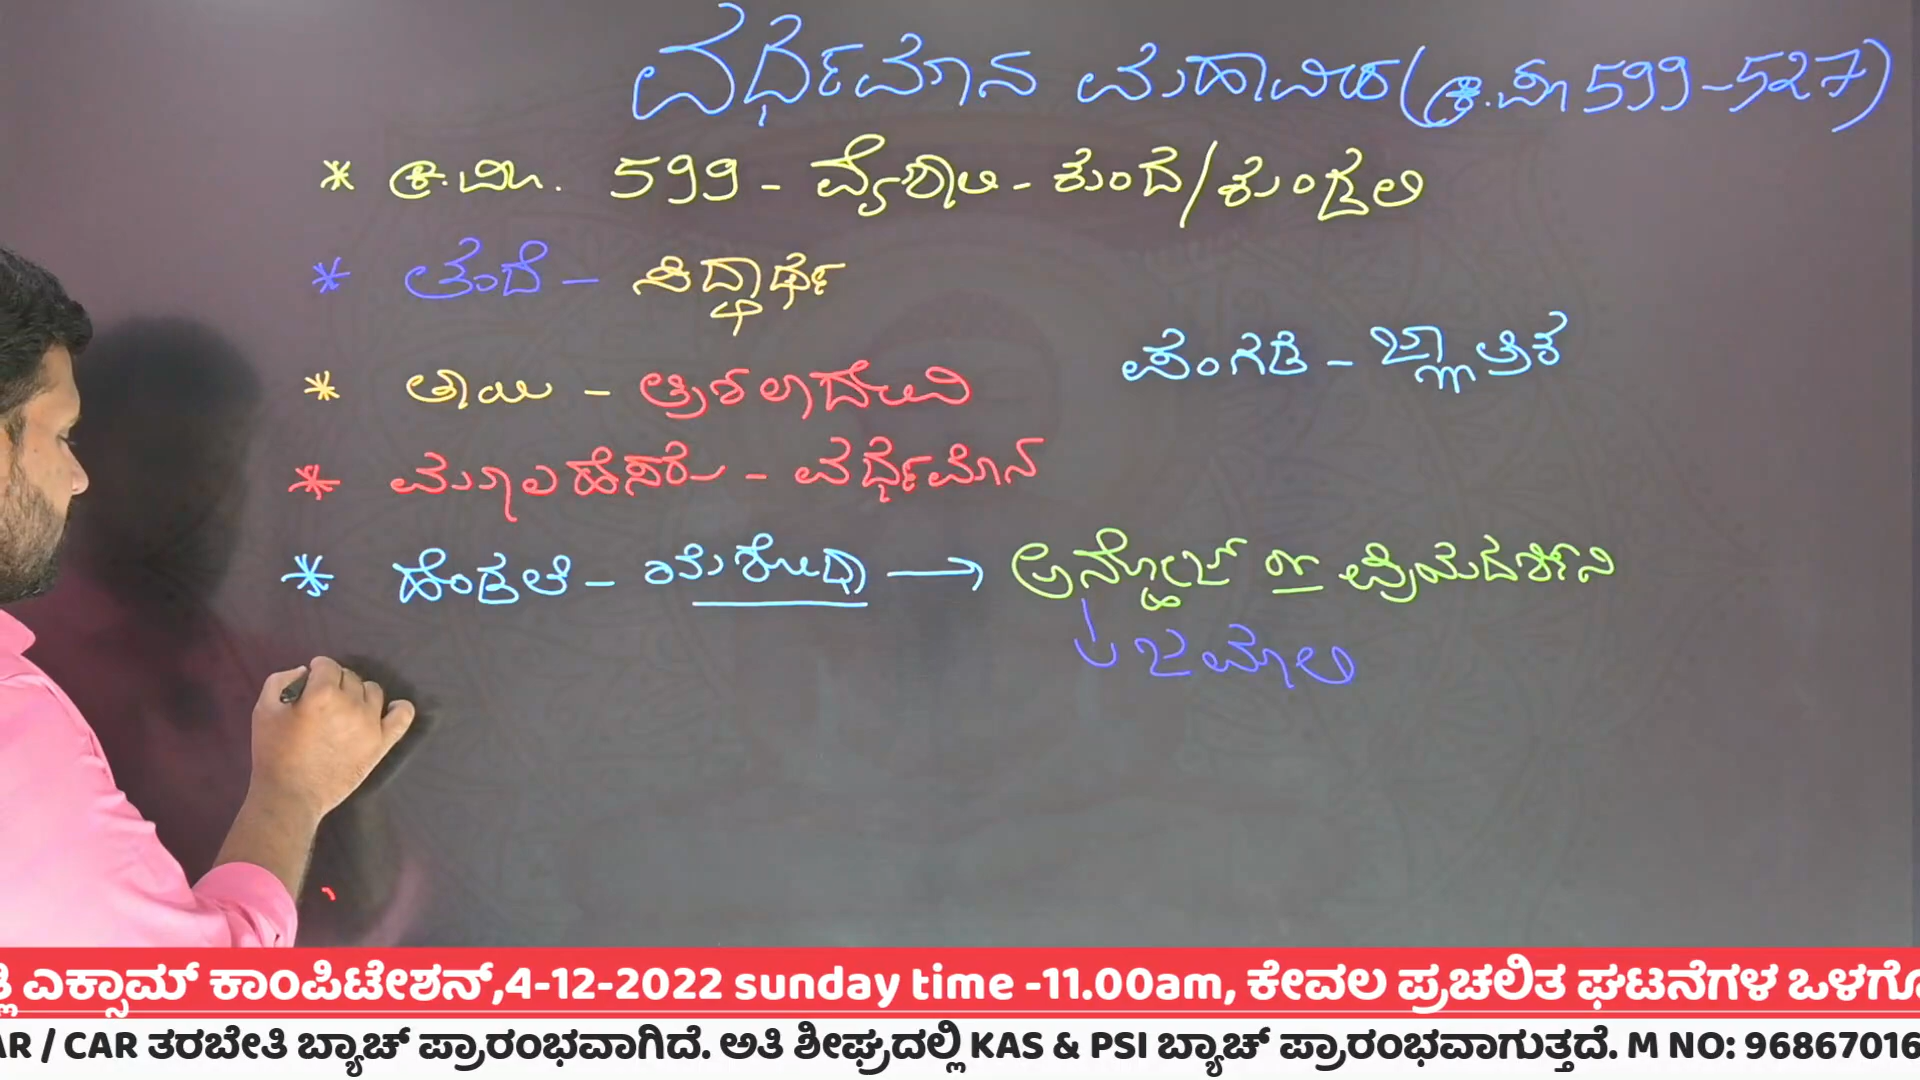 ವರ್ಧಮಾನ ಮಹಾವೀರ (ಕ್ರಿ.ಪೂ 599-527)
* ಕ್ರಿ.ಪೂ. 599 - ವೈಶಾಲಿ - ಕುಂದ/ಕುಂಡಲಿ
* ತಂದೆ - ಸಿದ್ಧಾರ್ಥ
ಪಂಗಡ - ಜ್ಞಾತ್ರಿಕ
* ತಾಯಿ - ತ್ರಿಶಲಾದೇವಿ
* ಮೂಲ ಹೆಸರು - ವರ್ಧಮಾನ
* ಹೆಂಡತಿ - ಯಶೋಧಾ → ಅನ್ನೋಜ್ or ಪ್ರಿಯದರ್ಶಿನಿ
↓ ಜಮಾಲಿ
ಎಕ್ಸಾಮ್ ಕಾಂಪಿಟೇಶನ್,4-12-2022 sunday time -11.00am, ಕೇವಲ ಪ್ರಚಲಿತ ಘಟನೆಗಳ ಒಳಗೊ
AR / CAR ತರಬೇತಿ ಬ್ಯಾಚ್ ಪ್ರಾರಂಭವಾಗಿದೆ. ಅತಿ ಶೀಘ್ರದಲ್ಲಿ KAS & PSI ಬ್ಯಾಚ್ ಪ್ರಾರಂಭವಾಗುತ್ತದೆ. M NO: 96867016